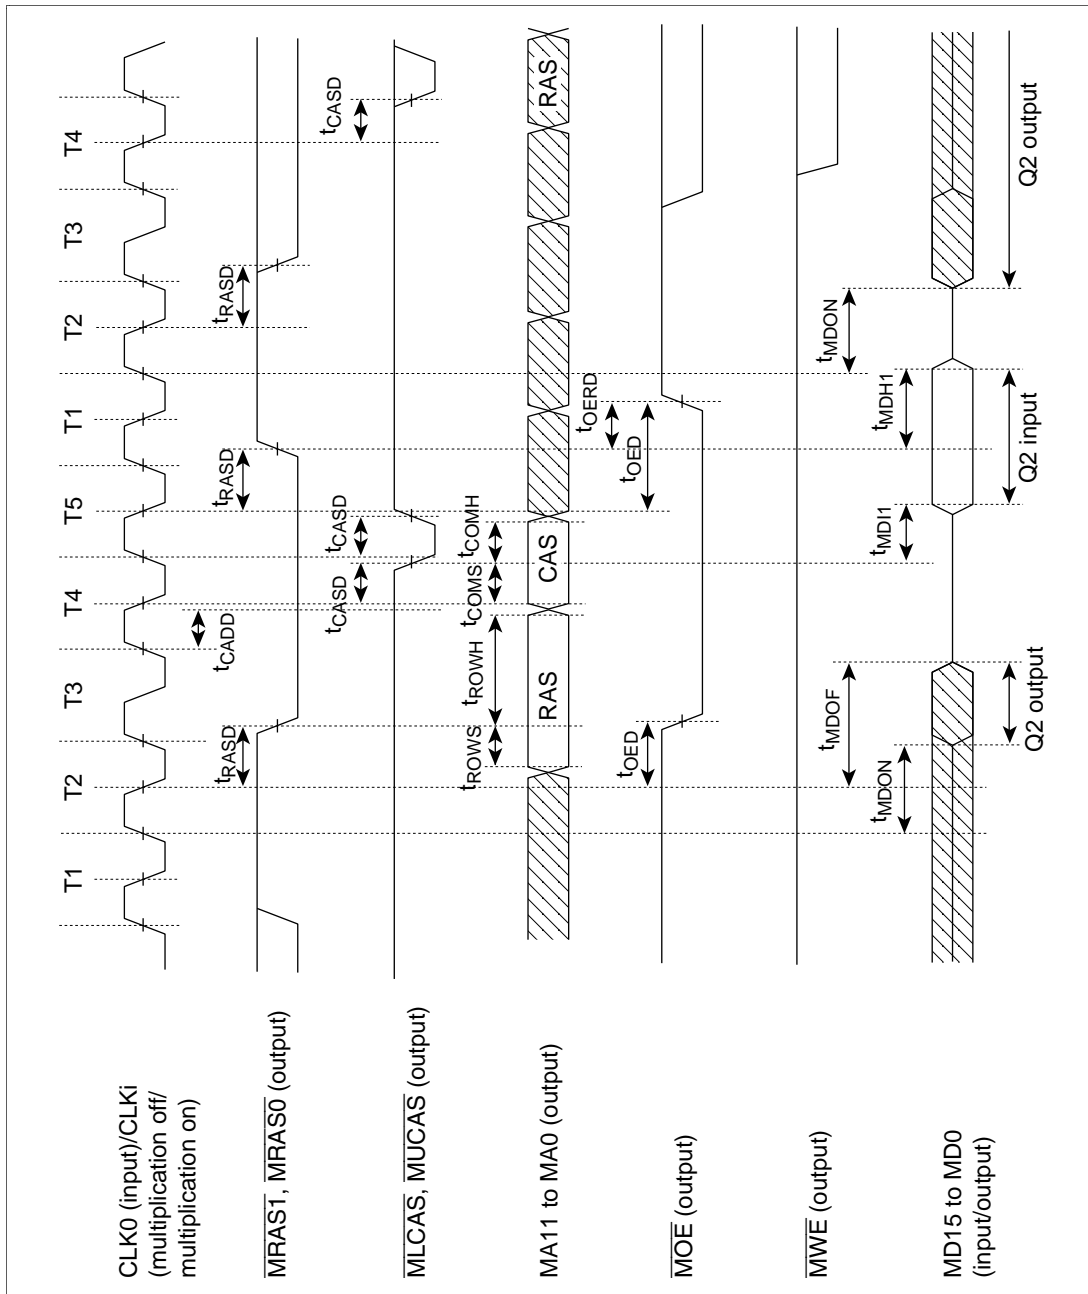 T1
T2
T3
T4
T5
T1
T2
T3
T4
CLK0 (input)/CLKi
(multiplication off/
multiplication on)
tRASD
tCADD
tRASD
tRASD
MRAS1, MRAS0 (output)
tCASD
tCASD
tCASD
MLCAS, MUCAS (output)
tROWS
tROWH
tCOMS
tCOMH
RAS
CAS
RAS
MA11 to MA0 (output)
tOED
tOED
tOERD
MOE (output)
MWE (output)
tMDON
tMDOF
tMDI1
tMDH1
tMDON
MD15 to MD0
(input/output)
Q2 output
Q2 input
Q2 output